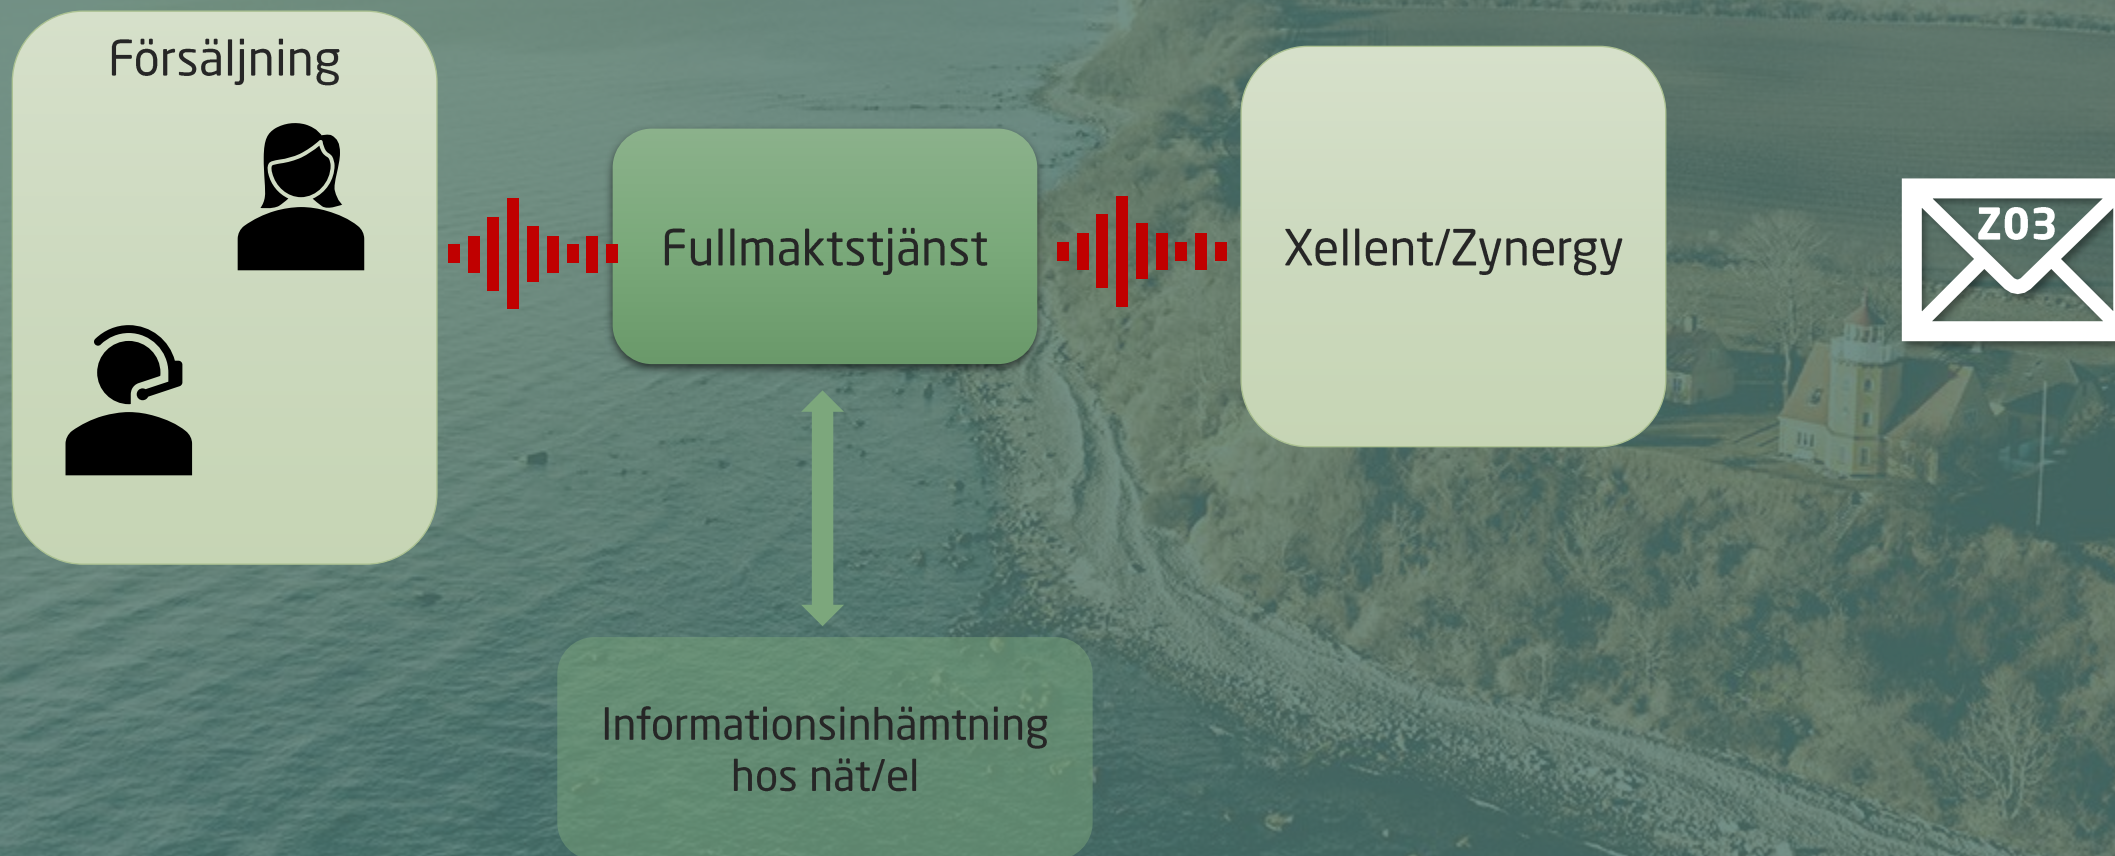 Försäljning
Fullmaktstjänst
Xellent/Zynergy
Z03
Informationsinhämtning
hos nät/el